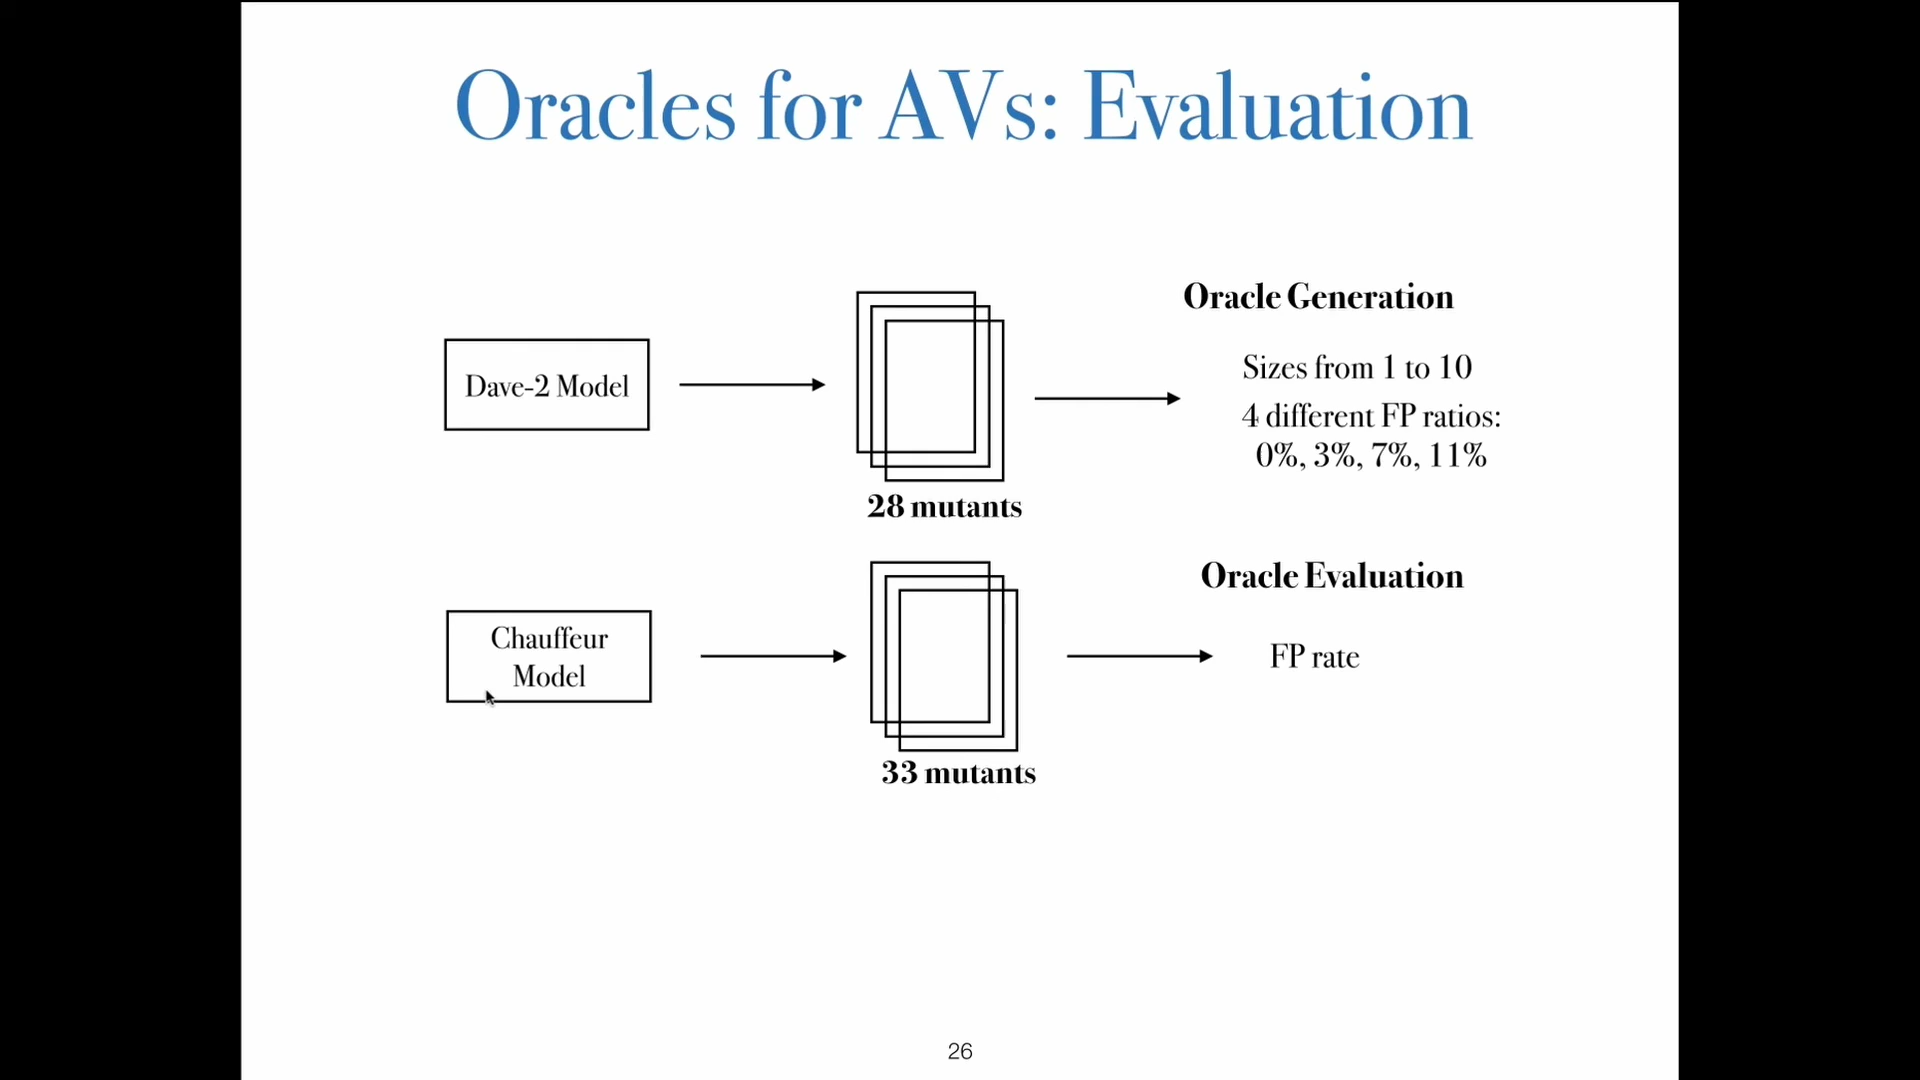 Oracles for AVs: Evaluation
Dave-2 Model
28 mutants
Oracle Generation
Sizes from 1 to 10
4 different FP ratios:
0%, 3%, 7%, 11%
Chauffeur
Model
33 mutants
Oracle Evaluation
FP rate
26